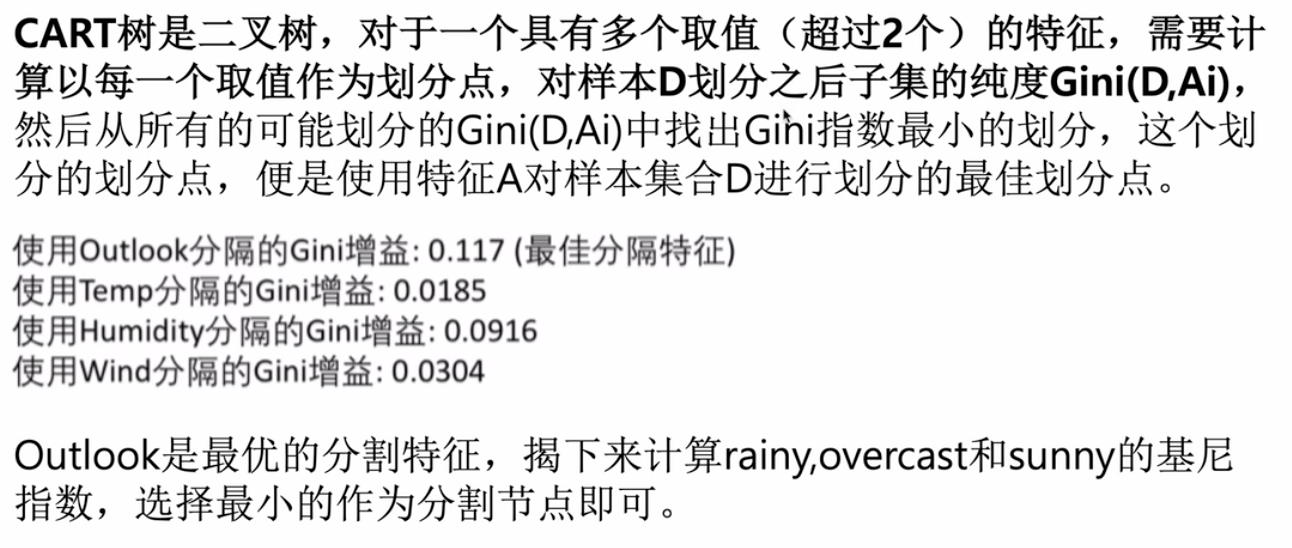 CART树是二叉树，对于一个具有多个取值（超过2个）的特征，需要计
算以每一个取值作为划分点，对样本D划分之后子集的纯度Gini(D,Ai)，
然后从所有的可能划分的Gini(D,Ai)中找出Gini指数最小的划分，这个划
分的划分点，便是使用特征A对样本集合D进行划分的最佳划分点。
使用Outlook分隔的Gini增益: 0.117 (最佳分隔特征)
使用Temp分隔的Gini增益: 0.0185
使用Humidity分隔的Gini增益: 0.0916
使用Wind分隔的Gini增益: 0.0304
Outlook是最优的分割特征，揭下来计算rainy,overcast和sunny的基尼
指数，选择最小的作为分割节点即可。